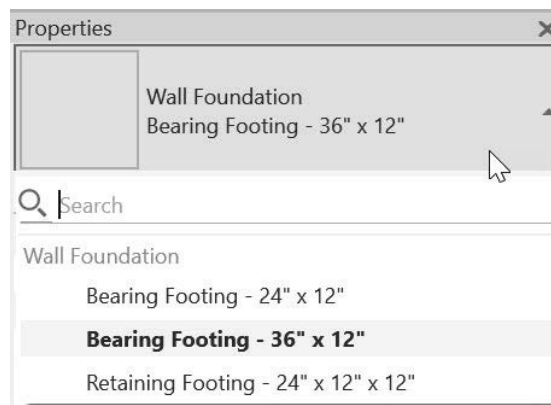 Properties
Wall Foundation
Bearing Footing - 36" x 12"
Search
Wall Foundation
Bearing Footing - 24" x 12"
Bearing Footing - 36" x 12"
Retaining Footing - 24" x 12" x 12"